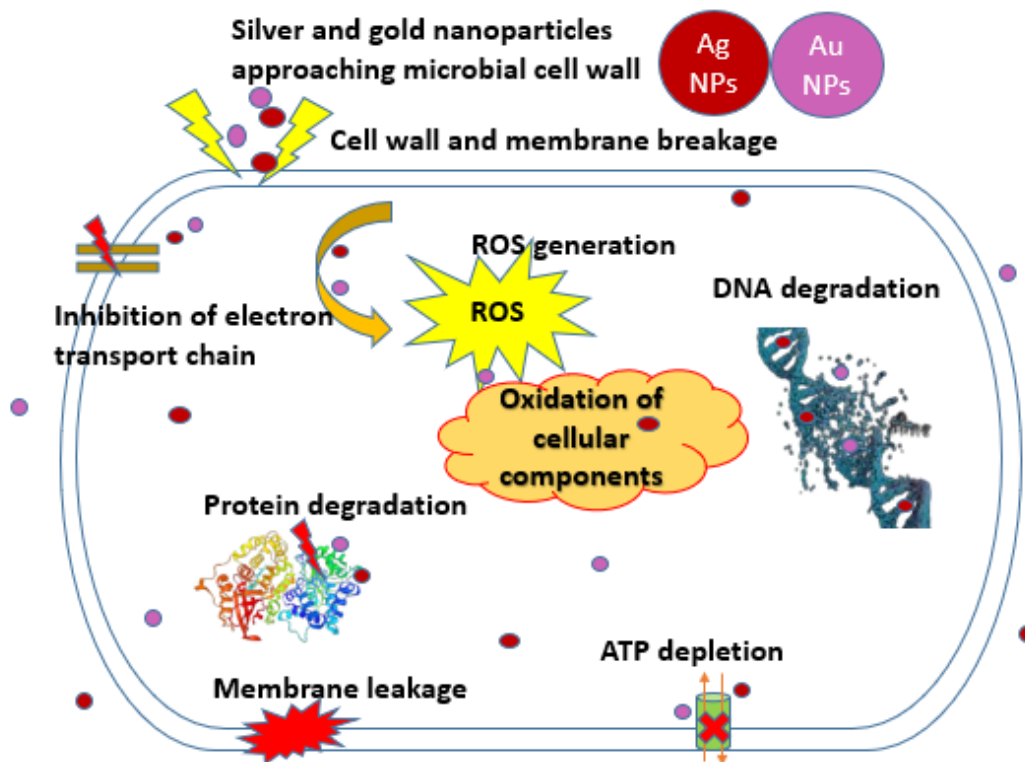 Silver and gold nanoparticles
approaching microbial cell wall
Ag
NPs
Au
NPs
Cell wall and membrane breakage
ROS generation
ROS
DNA degradation
Inhibition of electron
transport chain
Oxidation of
cellular
components
Protein degradation
ATP depletion
Membrane leakage